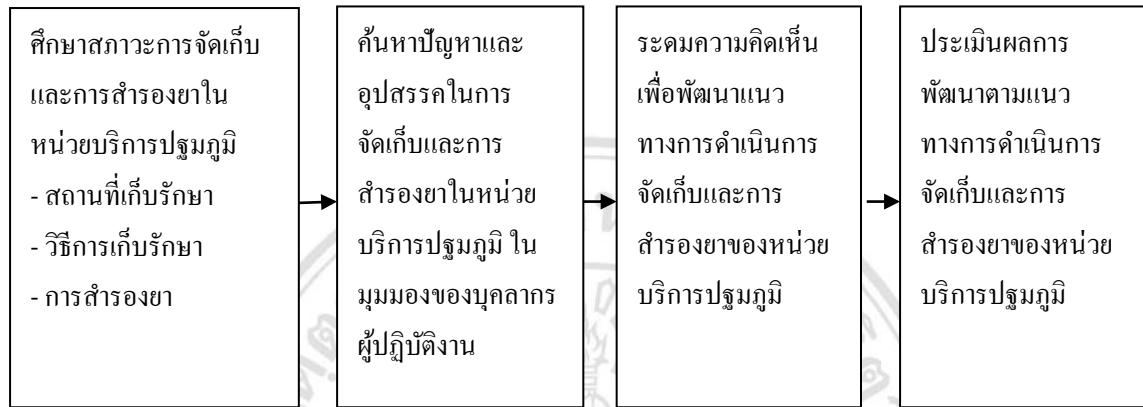 ศึกษาสภาวะการจัดเก็บ
และการสำรองยาใน
หน่วยบริการปฐมภูมิ
- สถานที่เก็บรักษา
- วิธีการเก็บรักษา
- การสำรองยา
ค้นหาปัญหาและ
อุปสรรคในการ
จัดเก็บและการ
สำรองยาในหน่วย
บริการปฐมภูมิ ใน
มุมมองของบุคลากร
ผู้ปฏิบัติงาน
ระดมความคิดเห็น
เพื่อพัฒนาแนว
ทางการดำเนินการ
จัดเก็บและการ
สำรองยาของหน่วย
บริการปฐมภูมิ
ประเมินผลการ
พัฒนาตามแนว
ทางการดำเนินการ
จัดเก็บและการ
สำรองยาของหน่วย
บริการปฐมภูมิ